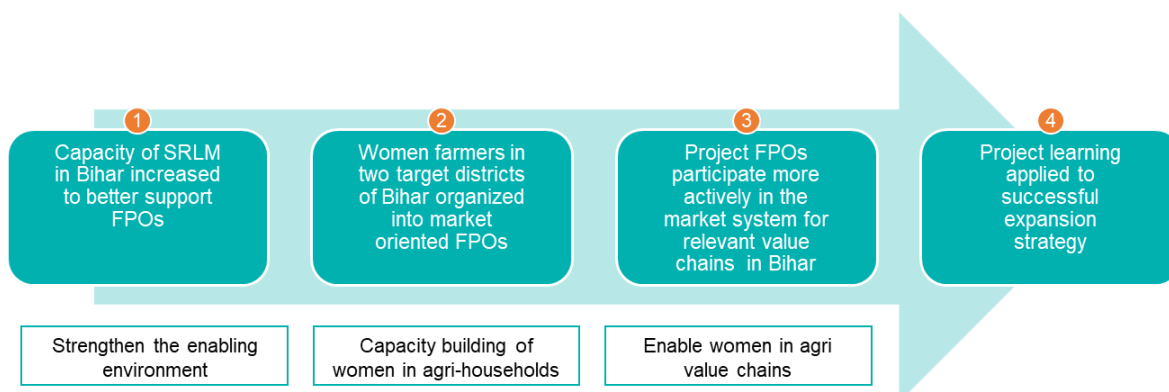 1
Capacity of SRLM
in Bihar increased
to better support
FPOs
2
Women farmers in
two target districts
of Bihar organized
into market
oriented FPOs
3
Project FPOs
participate more
actively in the
market system for
relevant value
chains in Bihar
4
Project learning
applied to
successful
expansion
strategy
Strengthen the enabling
environment
Capacity building of
women in agri-households
Enable women in agri
value chains